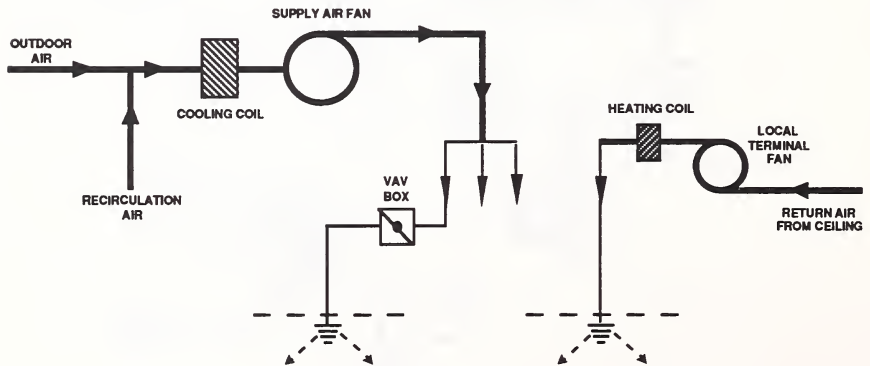 SUPPLY AIR FAN
OUTDOOR
AIR
COOLING COIL
HEATING COIL
LOCAL
TERMINAL
FAN
VAV
BOX
RECIRCULATION
AIR
RETURN AIR
FROM CEILING